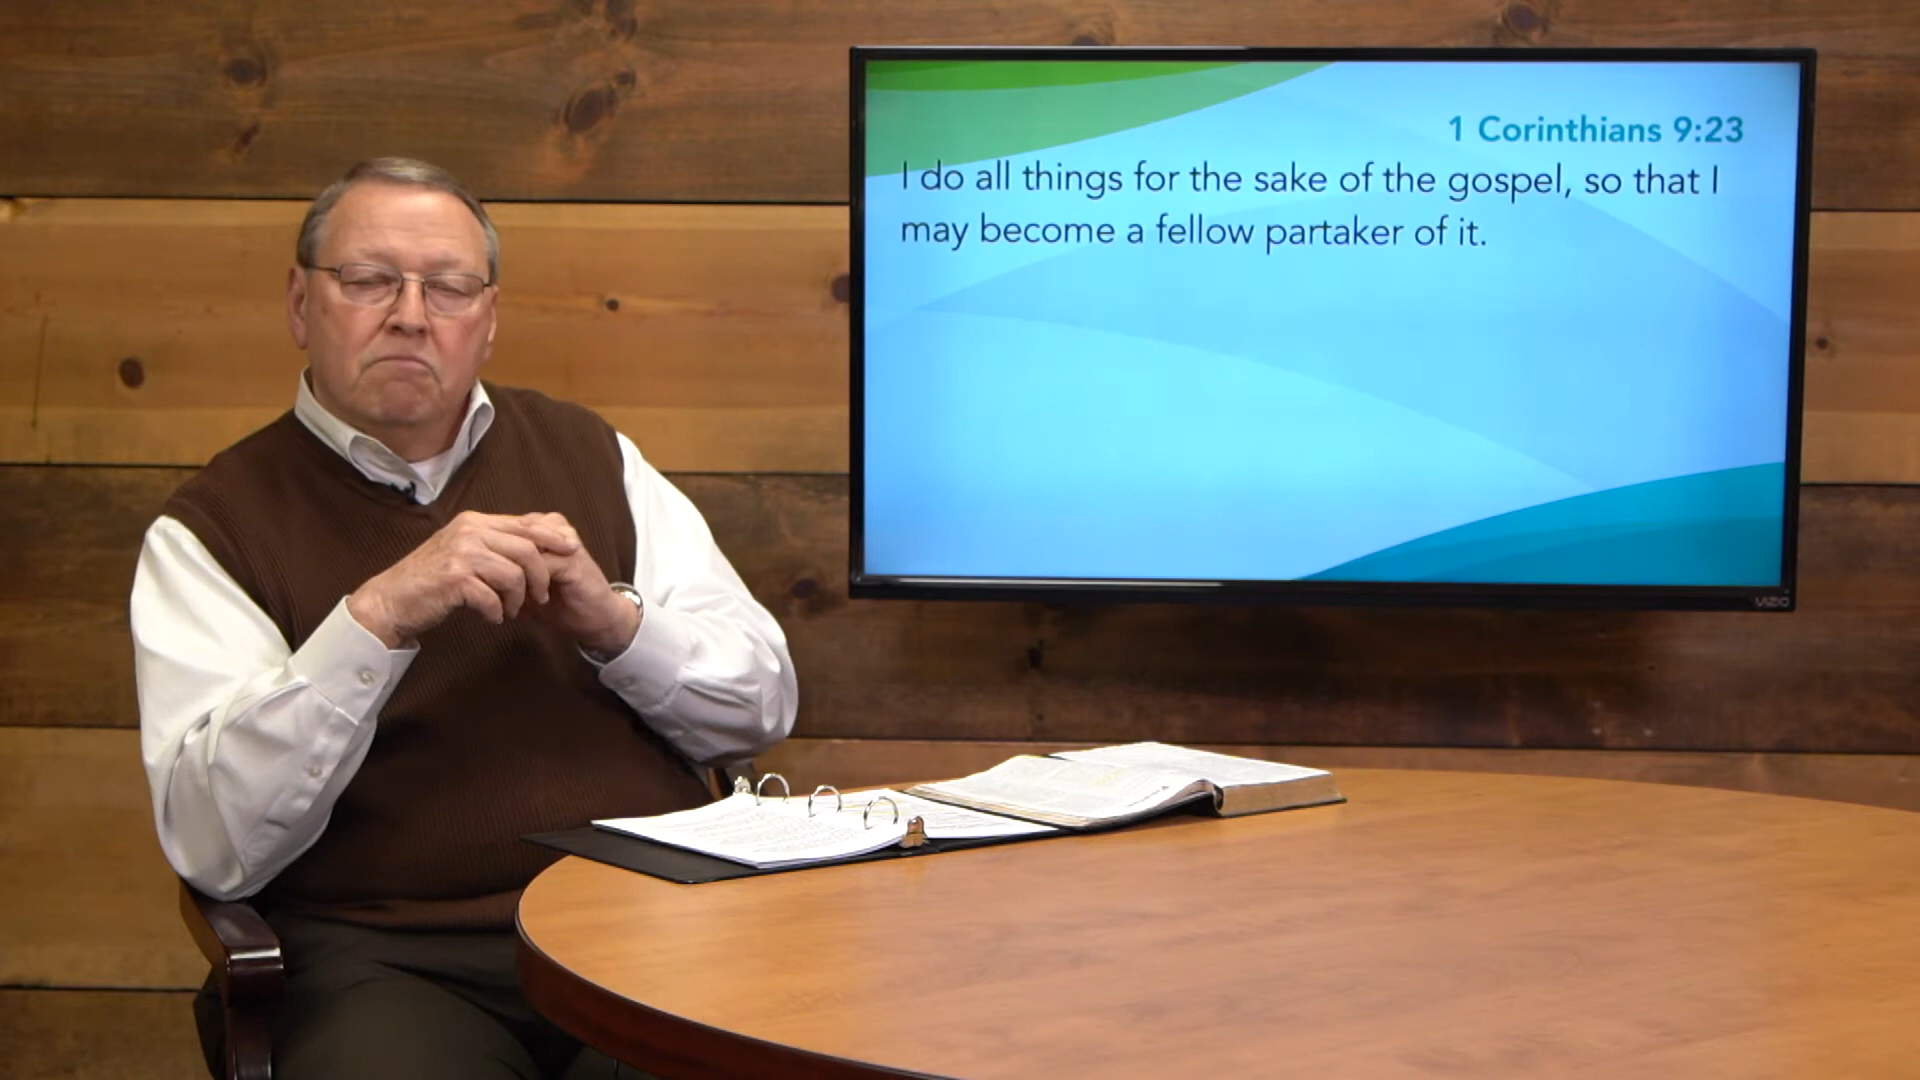 1 Corinthians 9:23
I do all things for the sake of the gospel, so that I
may become a fellow partaker of it.
VIZIO